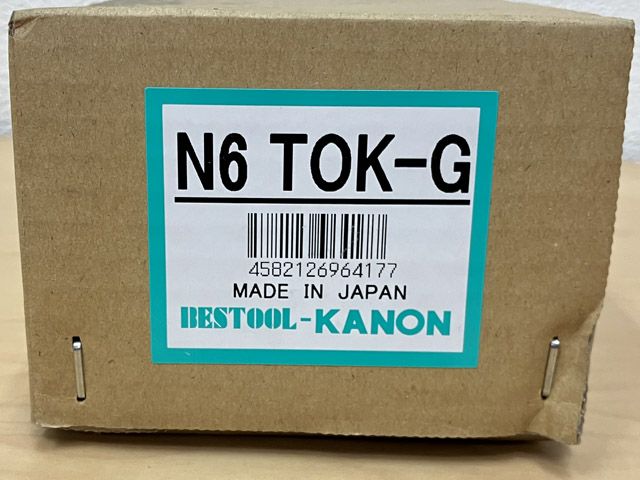 N6 TOK-G
4582126964177
MADE IN JAPAN
BESTOOL-KANON